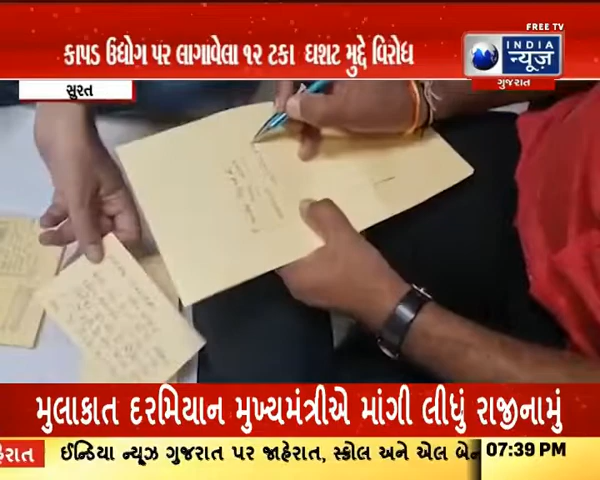 FREE TV
કાપડ ઉદ્યોગ પર લાગાવેલા ૧૨ ટકા ઘશટ મુદ્દે વિરોધ
INDIA
ન્યૂઝ
ગુજરાત
સુરત
મુલાકાત દરમિયાન મુખ્યમંત્રીએ માંગી લીધું રાજીનામું
હેરાત
ઈન્ડિયા ન્યૂઝ ગુજરાત પર જાહેરાત, સ્ક્રોલ અને એલ બેન
07:39 PM